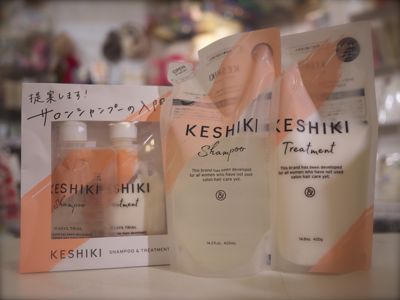 提案します!
サロンシャンプーの入門
KESHIKI
Shampoo
KESHIKI
Treatment
KESHIKI
SHAMPOO & TREATMENT
KESHIKI
Shampoo
This brand has been developed
for all women who have not used
salon hair care yet.
KESHIKI
Treatment
This brand has been developed
for all women who have not used
salon hair care yet.